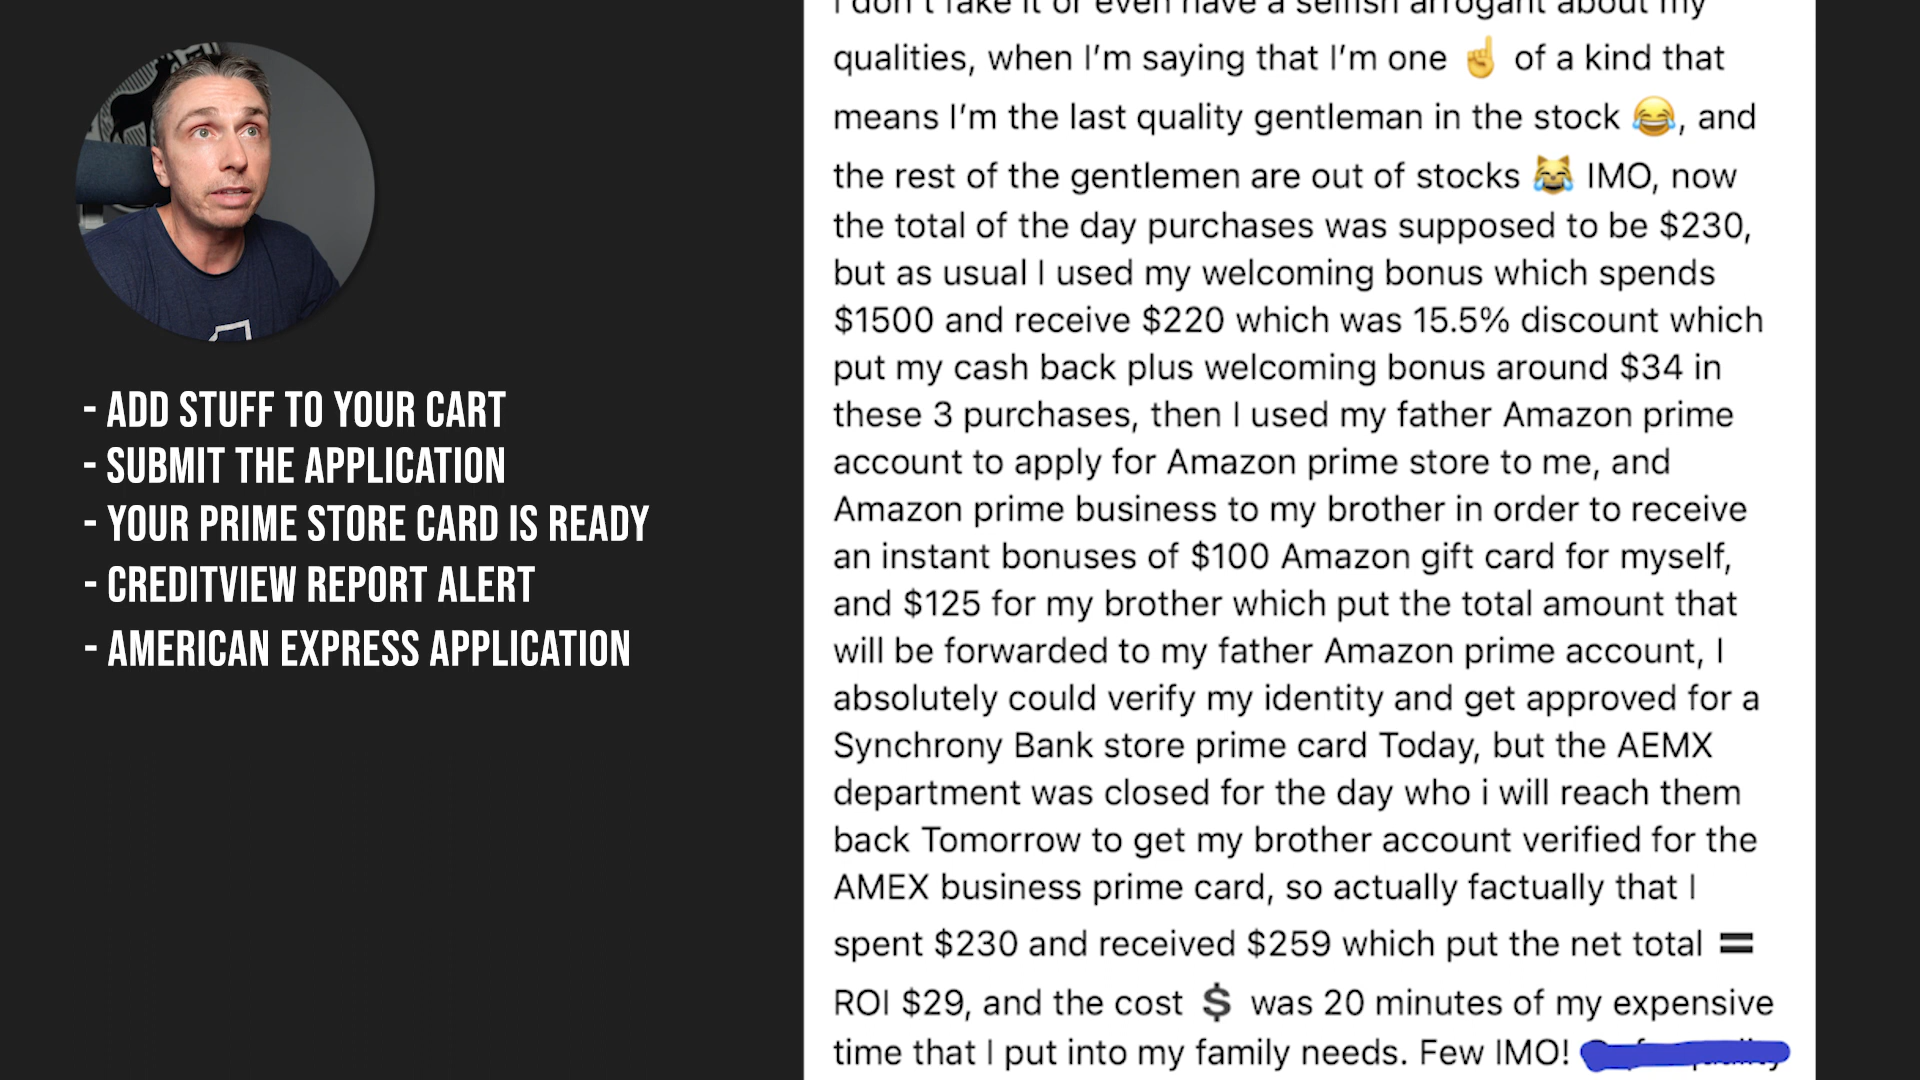 - ADD STUFF TO YOUR CART
- SUBMIT THE APPLICATION
- YOUR PRIME STORE CARD IS READY
- CREDITVIEW REPORT ALERT
- AMERICAN EXPRESS APPLICATION
I don't fake it or even have a selfish arrogant about my
qualities, when I'm saying that I'm one ☝️ of a kind that
means I'm the last quality gentleman in the stock 😂, and
the rest of the gentlemen are out of stocks 😹 IMO, now
the total of the day purchases was supposed to be $230,
but as usual I used my welcoming bonus which spends
$1500 and receive $220 which was 15.5% discount which
put my cash back plus welcoming bonus around $34 in
these 3 purchases, then I used my father Amazon prime
account to apply for Amazon prime store to me, and
Amazon prime business to my brother in order to receive
an instant bonuses of $100 Amazon gift card for myself,
and $125 for my brother which put the total amount that
will be forwarded to my father Amazon prime account, I
absolutely could verify my identity and get approved for a
Synchrony Bank store prime card Today, but the AEMX
department was closed for the day who i will reach them
back Tomorrow to get my brother account verified for the
AMEX business prime card, so actually factually that I
spent $230 and received $259 which put the net total 🟰
ROI $29, and the cost 💲 was 20 minutes of my expensive
time that I put into my family needs. Few IMO!